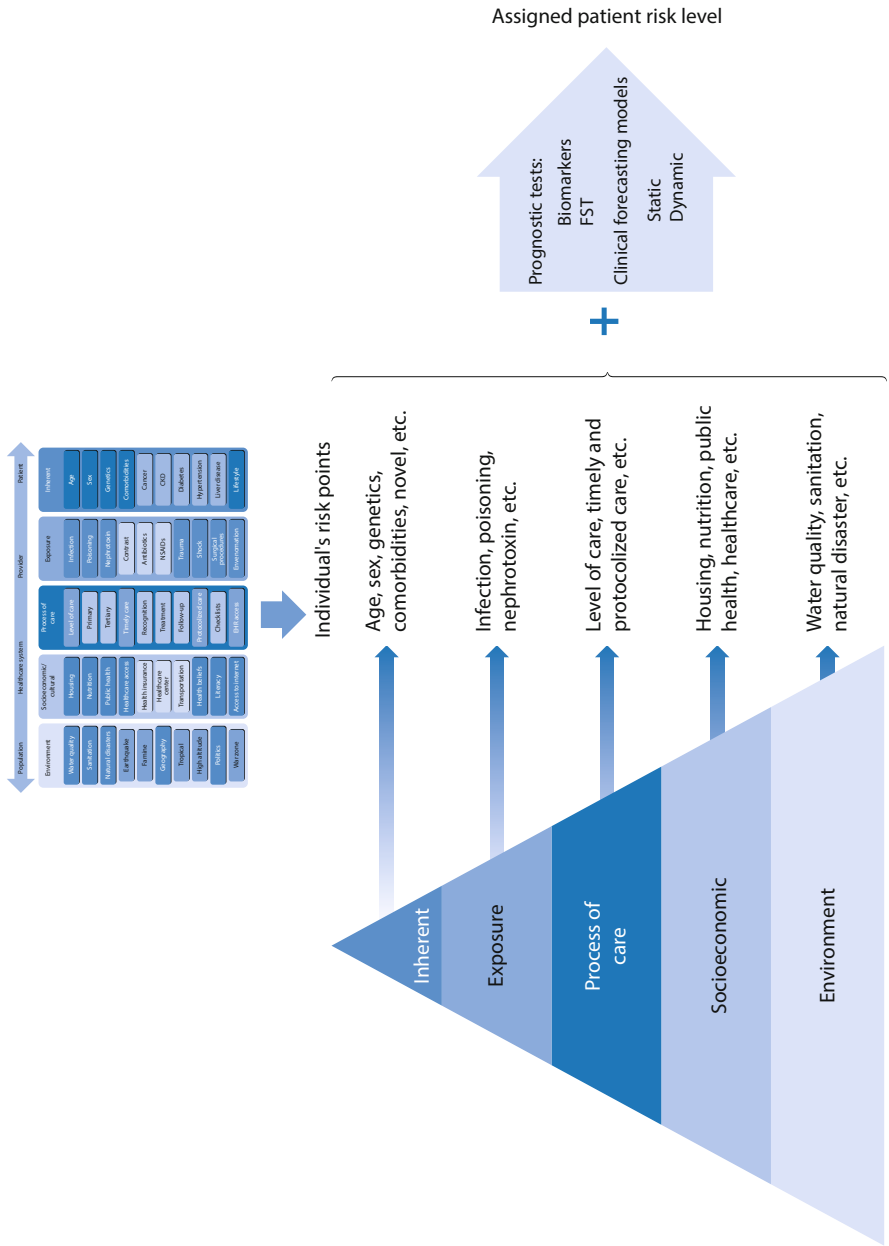 Population
Healthcare system
Provider
Patient
Environment
Water quality
Sanitation
Natural disasters
Earthquake
Famine
Geography
Tropical
High altitude
Politics
Warzone
Socioeconomic/
cultural
Housing
Nutrition
Public health
Healthcare access
Health insurance
Healthcare
center
Transportation
Health beliefs
Literacy
Access to internet
Process of
care
Level of care
Primary
Tertiary
Timely care
Recognition
Treatment
Follow-up
Protocolized care
Checklists
EHR access
Exposure
Infection
Poisoning
Nephrotoxin
Contrast
Antibiotics
NSAIDs
Trauma
Shock
Surgical
procedures
Envenomation
Inherent
Age
Sex
Genetics
Comorbidities
Cancer
CKD
Diabetes
Hypertension
Liver disease
Lifestyle
Individual's risk points
Inherent
Age, sex, genetics,
comorbidities, novel, etc.
Exposure
Infection, poisoning,
nephrotoxin, etc.
Process of
care
Level of care, timely and
protocolized care, etc.
Socioeconomic
Housing, nutrition, public
health, healthcare, etc.
Environment
Water quality, sanitation,
natural disaster, etc.
+
Prognostic tests:
Biomarkers
FST
Clinical forecasting models
Static
Dynamic
Assigned patient risk level